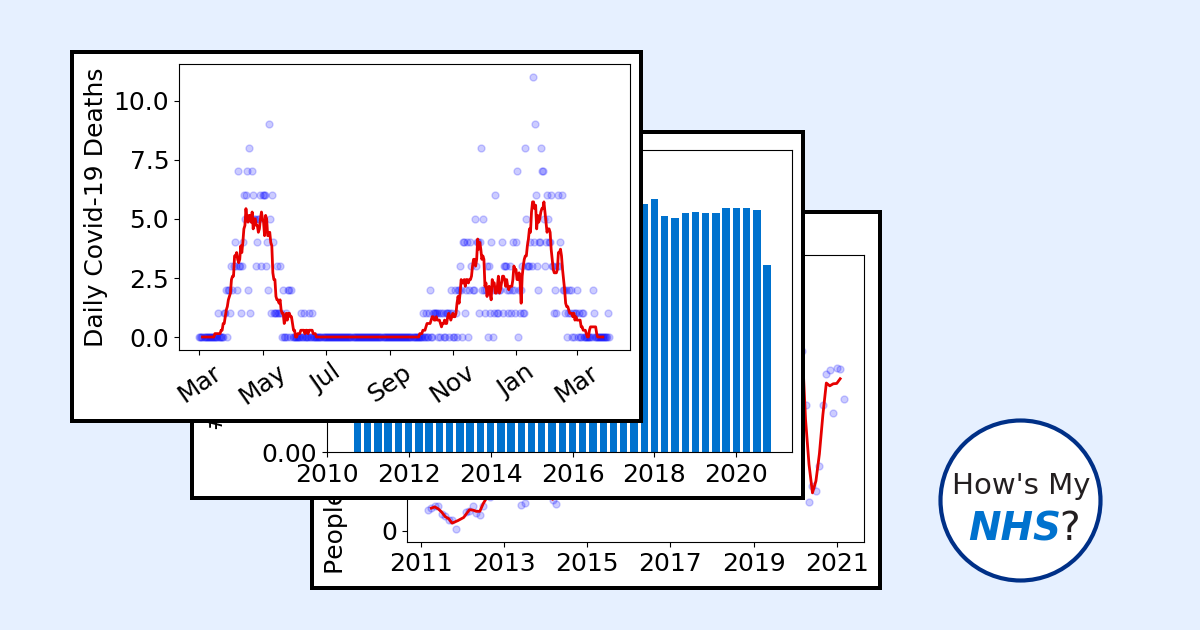 Daily Covid-19 Deaths
10.0
7.5
5.0
2.5
0.0
Mar May Jul Sep Nov Jan Mar
#
0.00
2010 2012 2014 2016 2018 2020
People
0
2011 2013 2015 2017 2019 2021
How's My
NHS?